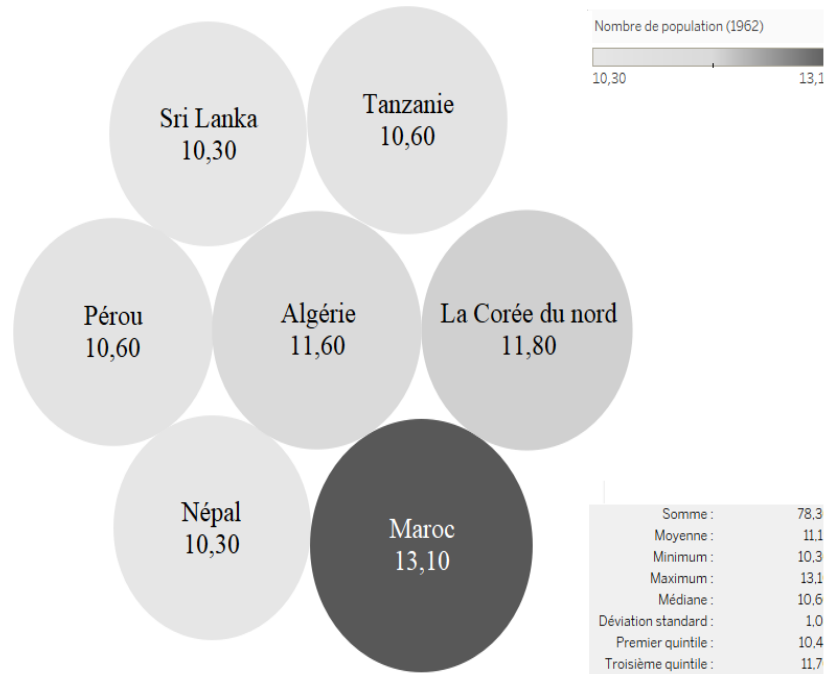 Nombre de population (1962)
10,30 13,1
Sri Lanka
10,30
Tanzanie
10,60
Pérou
10,60
Algérie
11,60
La Corée du nord
11,80
Népal
10,30
Maroc
13,10
Somme : 78,3
Moyenne : 11,1
Minimum : 10,3
Maximum : 13,1
Médiane : 10,6
Déviation standard : 1,0
Premier quintile : 10,4
Troisième quintile : 11,7